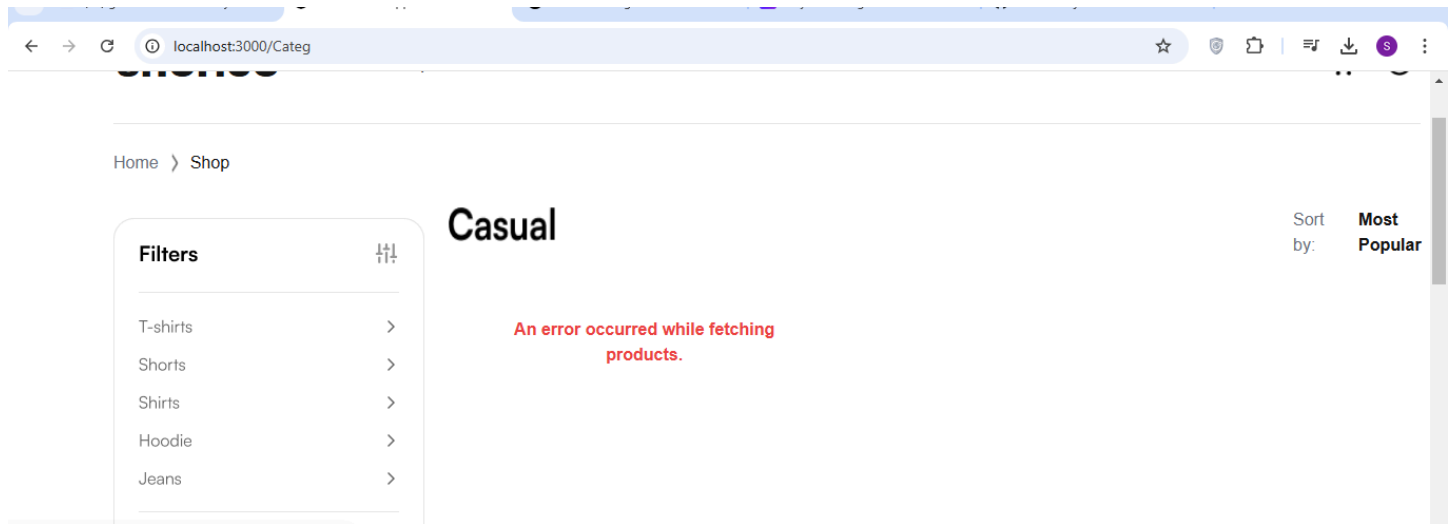 localhost:3000/Categ
S
Home > Shop
Casual
Sort by:
Most Popular
Filters
T-shirts
Shorts
Shirts
Hoodie
Jeans
An error occurred while fetching
products.